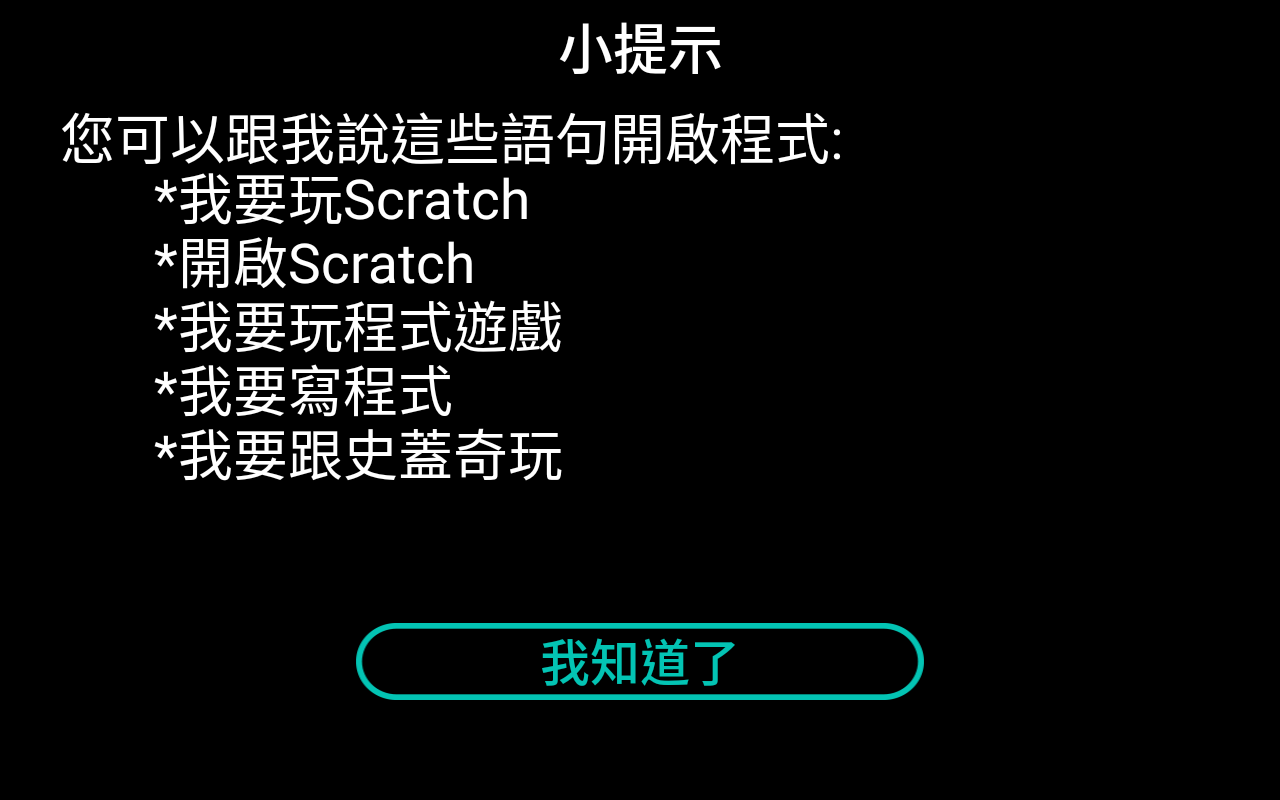 小提示
您可以跟我說這些語句開啟程式:
*我要玩Scratch
*開啟Scratch
*我要玩程式遊戲
*我要寫程式
*我要跟史蓋奇玩
我知道了